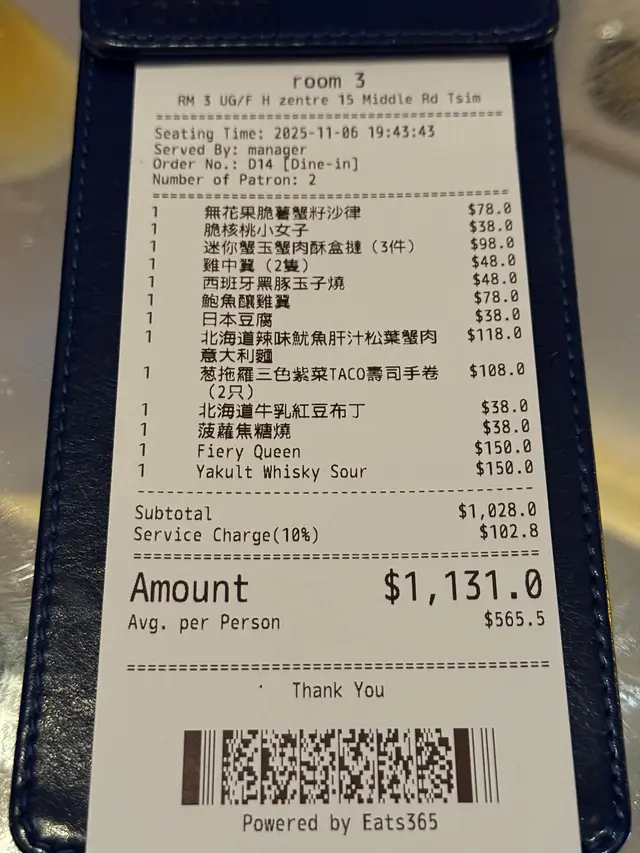 room 3
RM 3 UG/F H zentre 15 Middle Rd Tsim
Seating Time: 2025-11-06 19:43:43
Served By: manager
Order No.: D14 [Dine-in]
Number of Patron: 2
1 無花果脆薯蟹籽沙律 $78.0
1 脆核桃小女子 $38.0
1 迷你蟹玉蟹肉酥盒撻（3件） $98.0
1 雞中翼（2隻） $48.0
1 西班牙黑豚玉子燒 $48.0
1 鮑魚釀雞翼 $78.0
1 日本豆腐 $38.0
1 北海道辣味魷魚肝汁松葉蟹肉 $118.0
意大利麵
1 葱拖羅三色紫菜TACO壽司手卷 $108.0
（2只）
1 北海道牛乳紅豆布丁 $38.0
1 菠蘿焦糖燒 $38.0
1 Fiery Queen $150.0
1 Yakult Whisky Sour $150.0
Subtotal $1,028.0
Service Charge(10%) $102.8
Amount $1,131.0
Avg. per Person $565.5
Thank You
Powered by Eats365